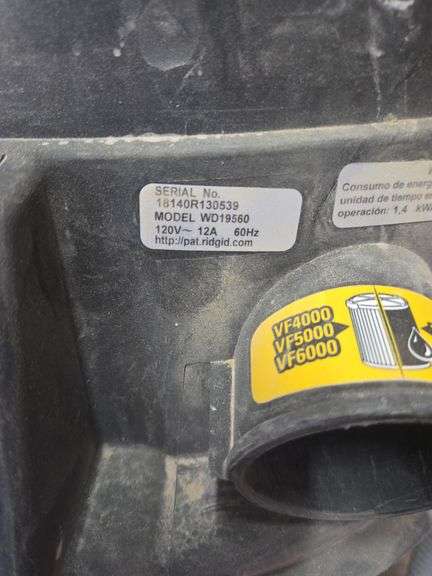 SERIAL No.
18140R130539
MODEL WD19560
120V~ 12A 60Hz
http://pat.ridgid.com
Consumo de energ
unidad de tiempo en
operación: 1,4 kW
VF4000
VF5000
VF6000